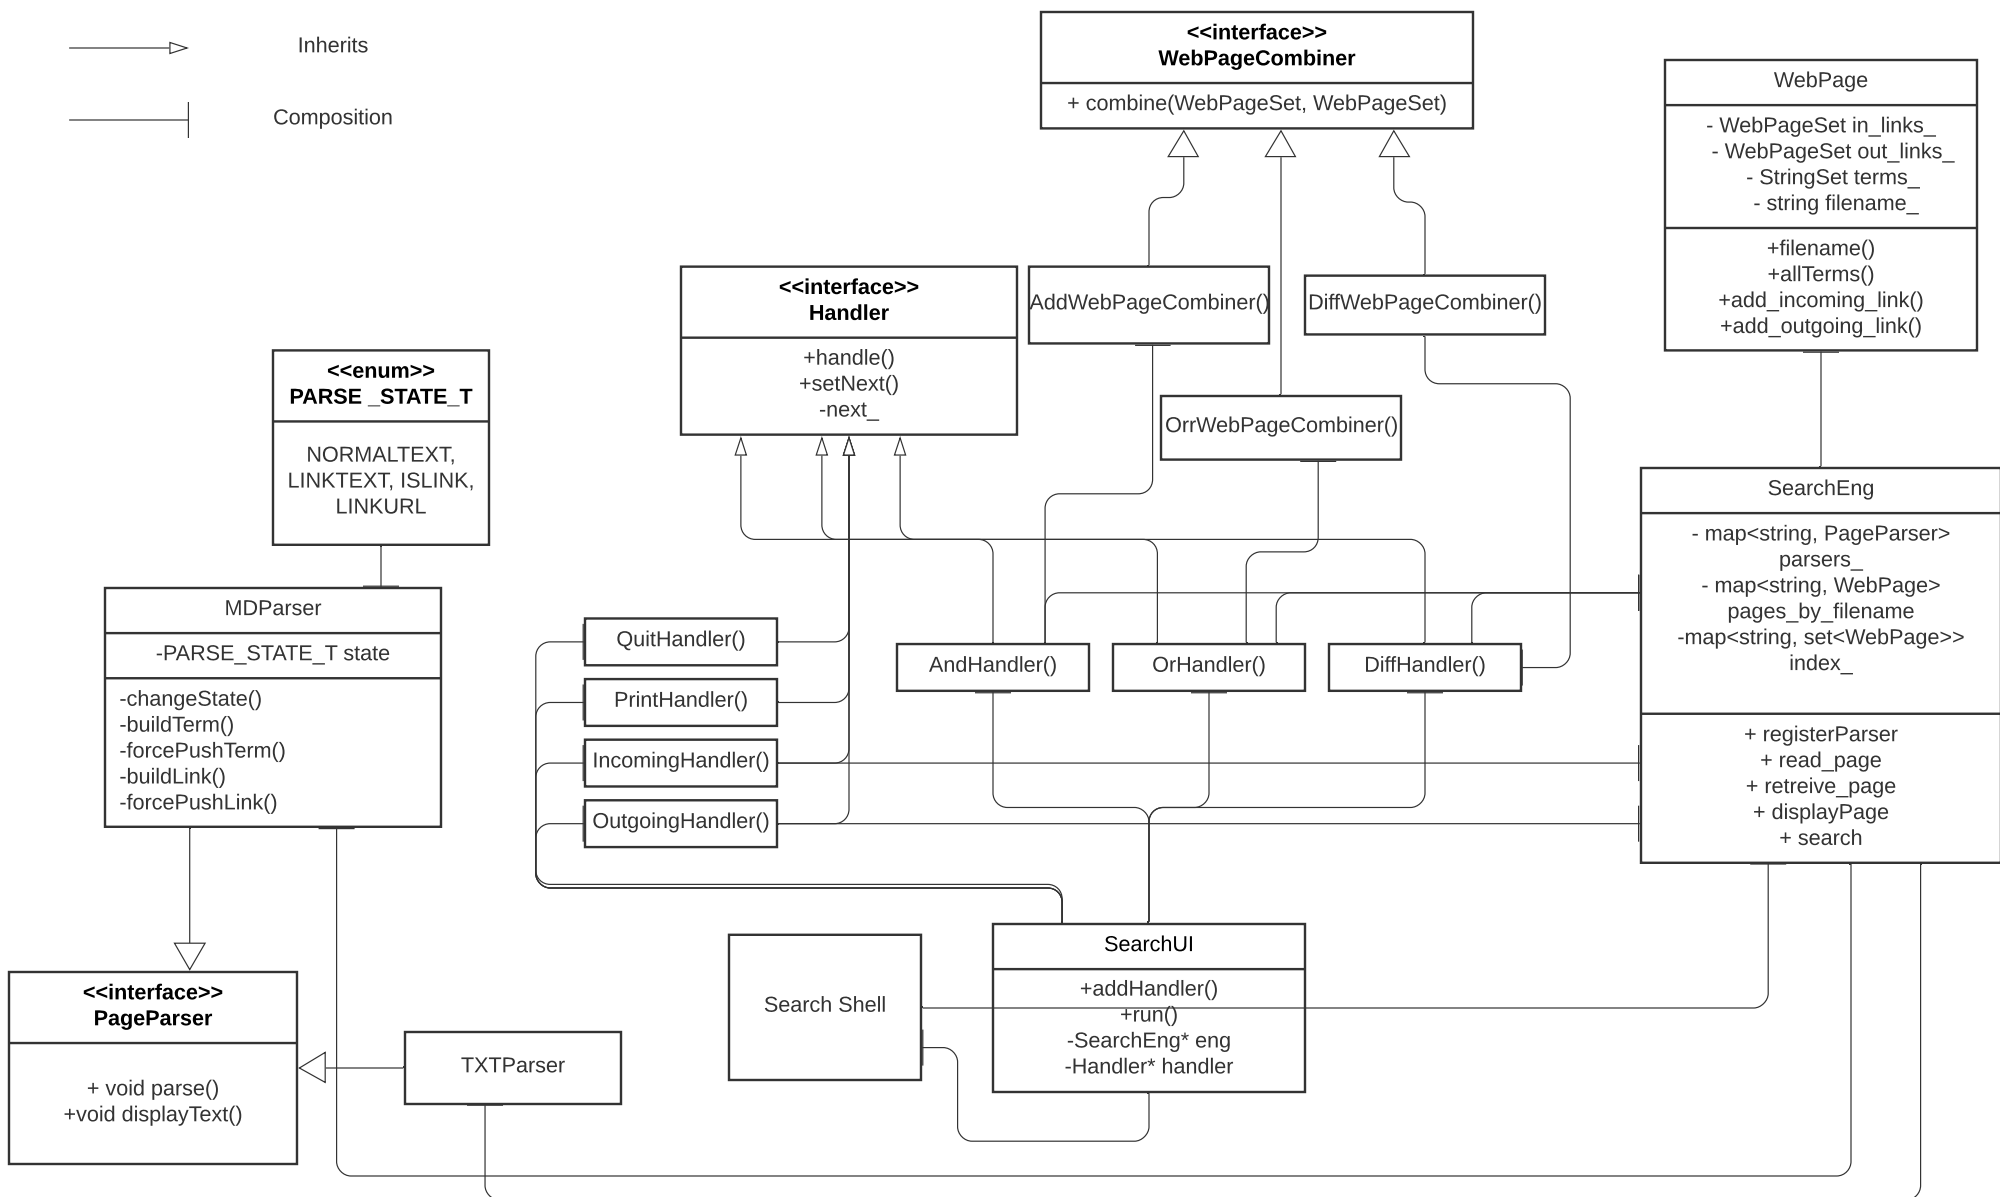 Inherits
Composition
<<interface>>
WebPageCombiner
+ combine(WebPageSet, WebPageSet)
WebPage
- WebPageSet in_links_
- WebPageSet out_links_
- StringSet terms_
- string filename_
+filename()
+allTerms()
+add_incoming_link()
+add_outgoing_link()
<<interface>>
Handler
+handle()
+setNext()
-next_
AddWebPageCombiner()
DiffWebPageCombiner()
OrrWebPageCombiner()
<<enum>>
PARSE _STATE_T
NORMALTEXT,
LINKTEXT, ISLINK,
LINKURL
SearchEng
- map<string, PageParser>
parsers_
- map<string, WebPage>
pages_by_filename
-map<string, set<WebPage>>
index_
+ registerParser
+ read_page
+ retreive_page
+ displayPage
+ search
MDParser
-PARSE_STATE_T state
-changeState()
-buildTerm()
-forcePushTerm()
-buildLink()
-forcePushLink()
QuitHandler()
PrintHandler()
IncomingHandler()
OutgoingHandler()
AndHandler()
OrHandler()
DiffHandler()
Search Shell
SearchUI
+addHandler()
+run()
-SearchEng* eng
-Handler* handler
<<interface>>
PageParser
+ void parse()
+void displayText()
TXTParser